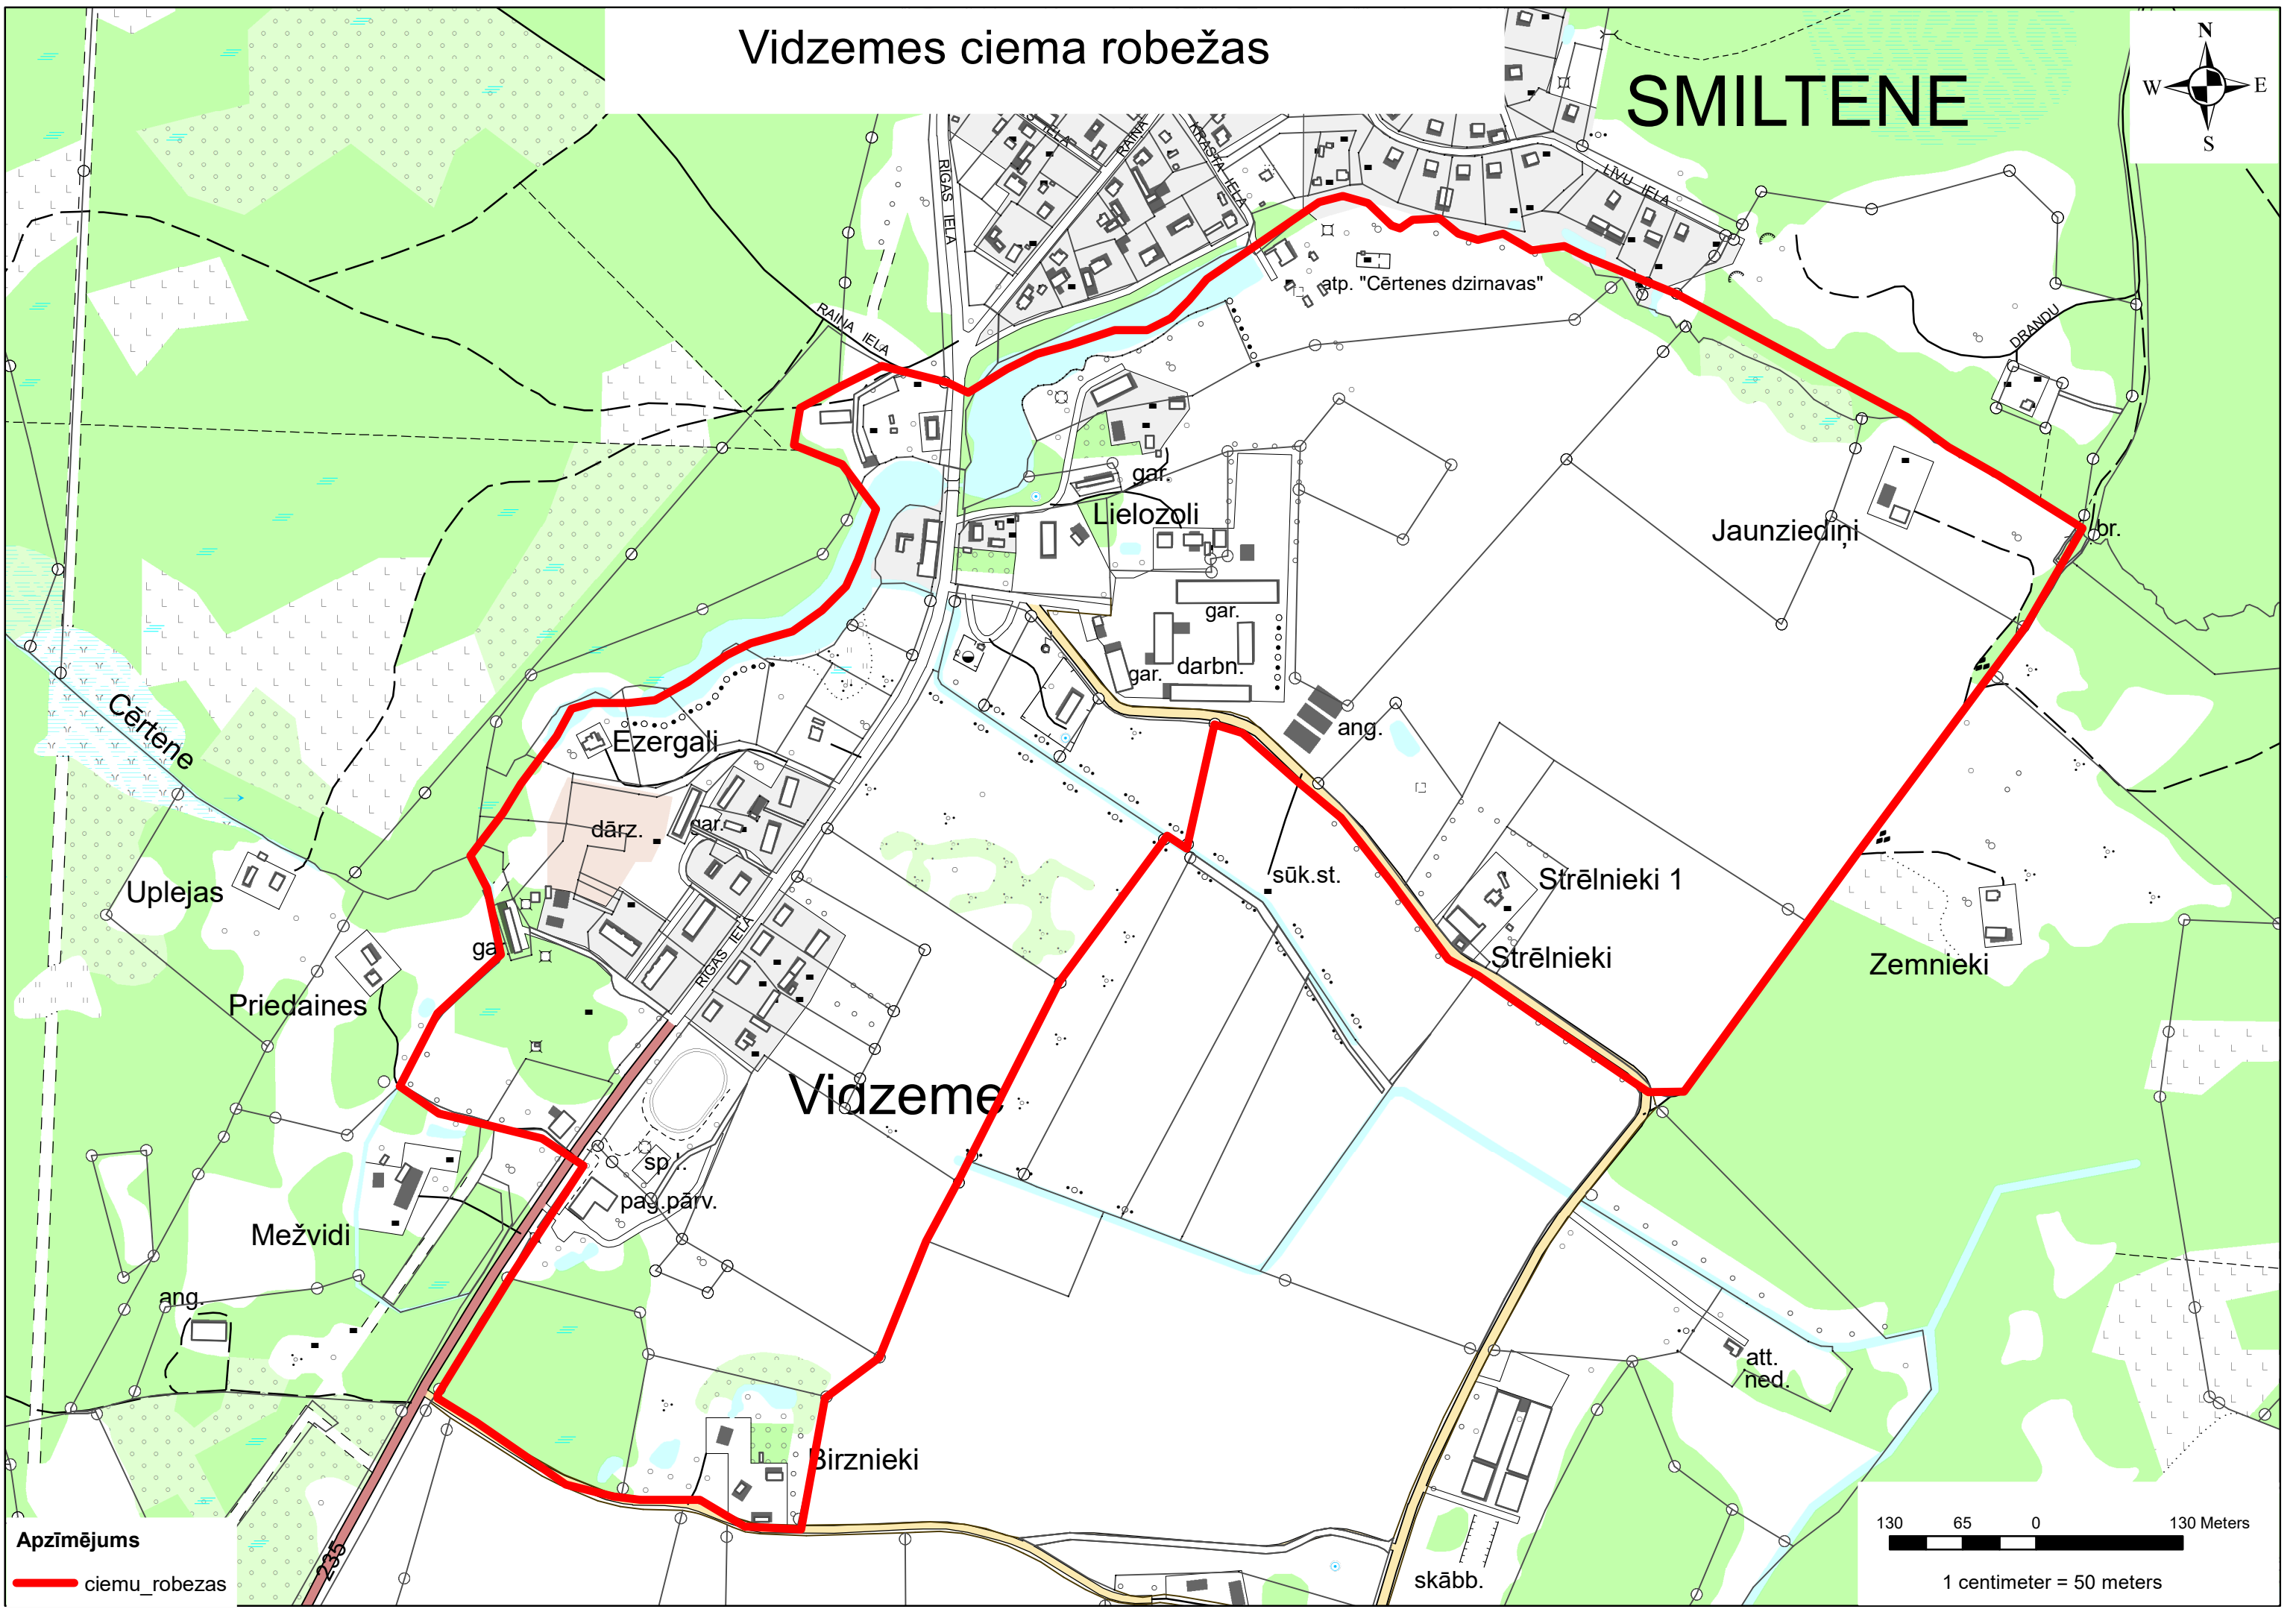 Vidzemes ciema robežas
SMILTENE
N
W
E
S
RAIŅA
KRASTA IELA
RĪGAS IELA
LĪVU IELA
atp. "Cērtenes dzirnavas"
RAIŅA IELA
DRANDU
gar.
Lielozoli
Jaunziediņi
br.
gar.
gar.
darbn.
Cērtene
Ezergali
ang.
dārz.
gar.
sūk.st.
Strēlnieki 1
Uplejas
gar
RĪGAS IELA
Strēlnieki
Zemnieki
Priedaines
Vidzeme
sp.l.
pag.pārv.
Mežvidi
ang.
att.
ned.
Birznieki
skābb.
235
Apzīmējums
ciemu_robezas
130 65 0 130 Meters
1 centimeter = 50 meters